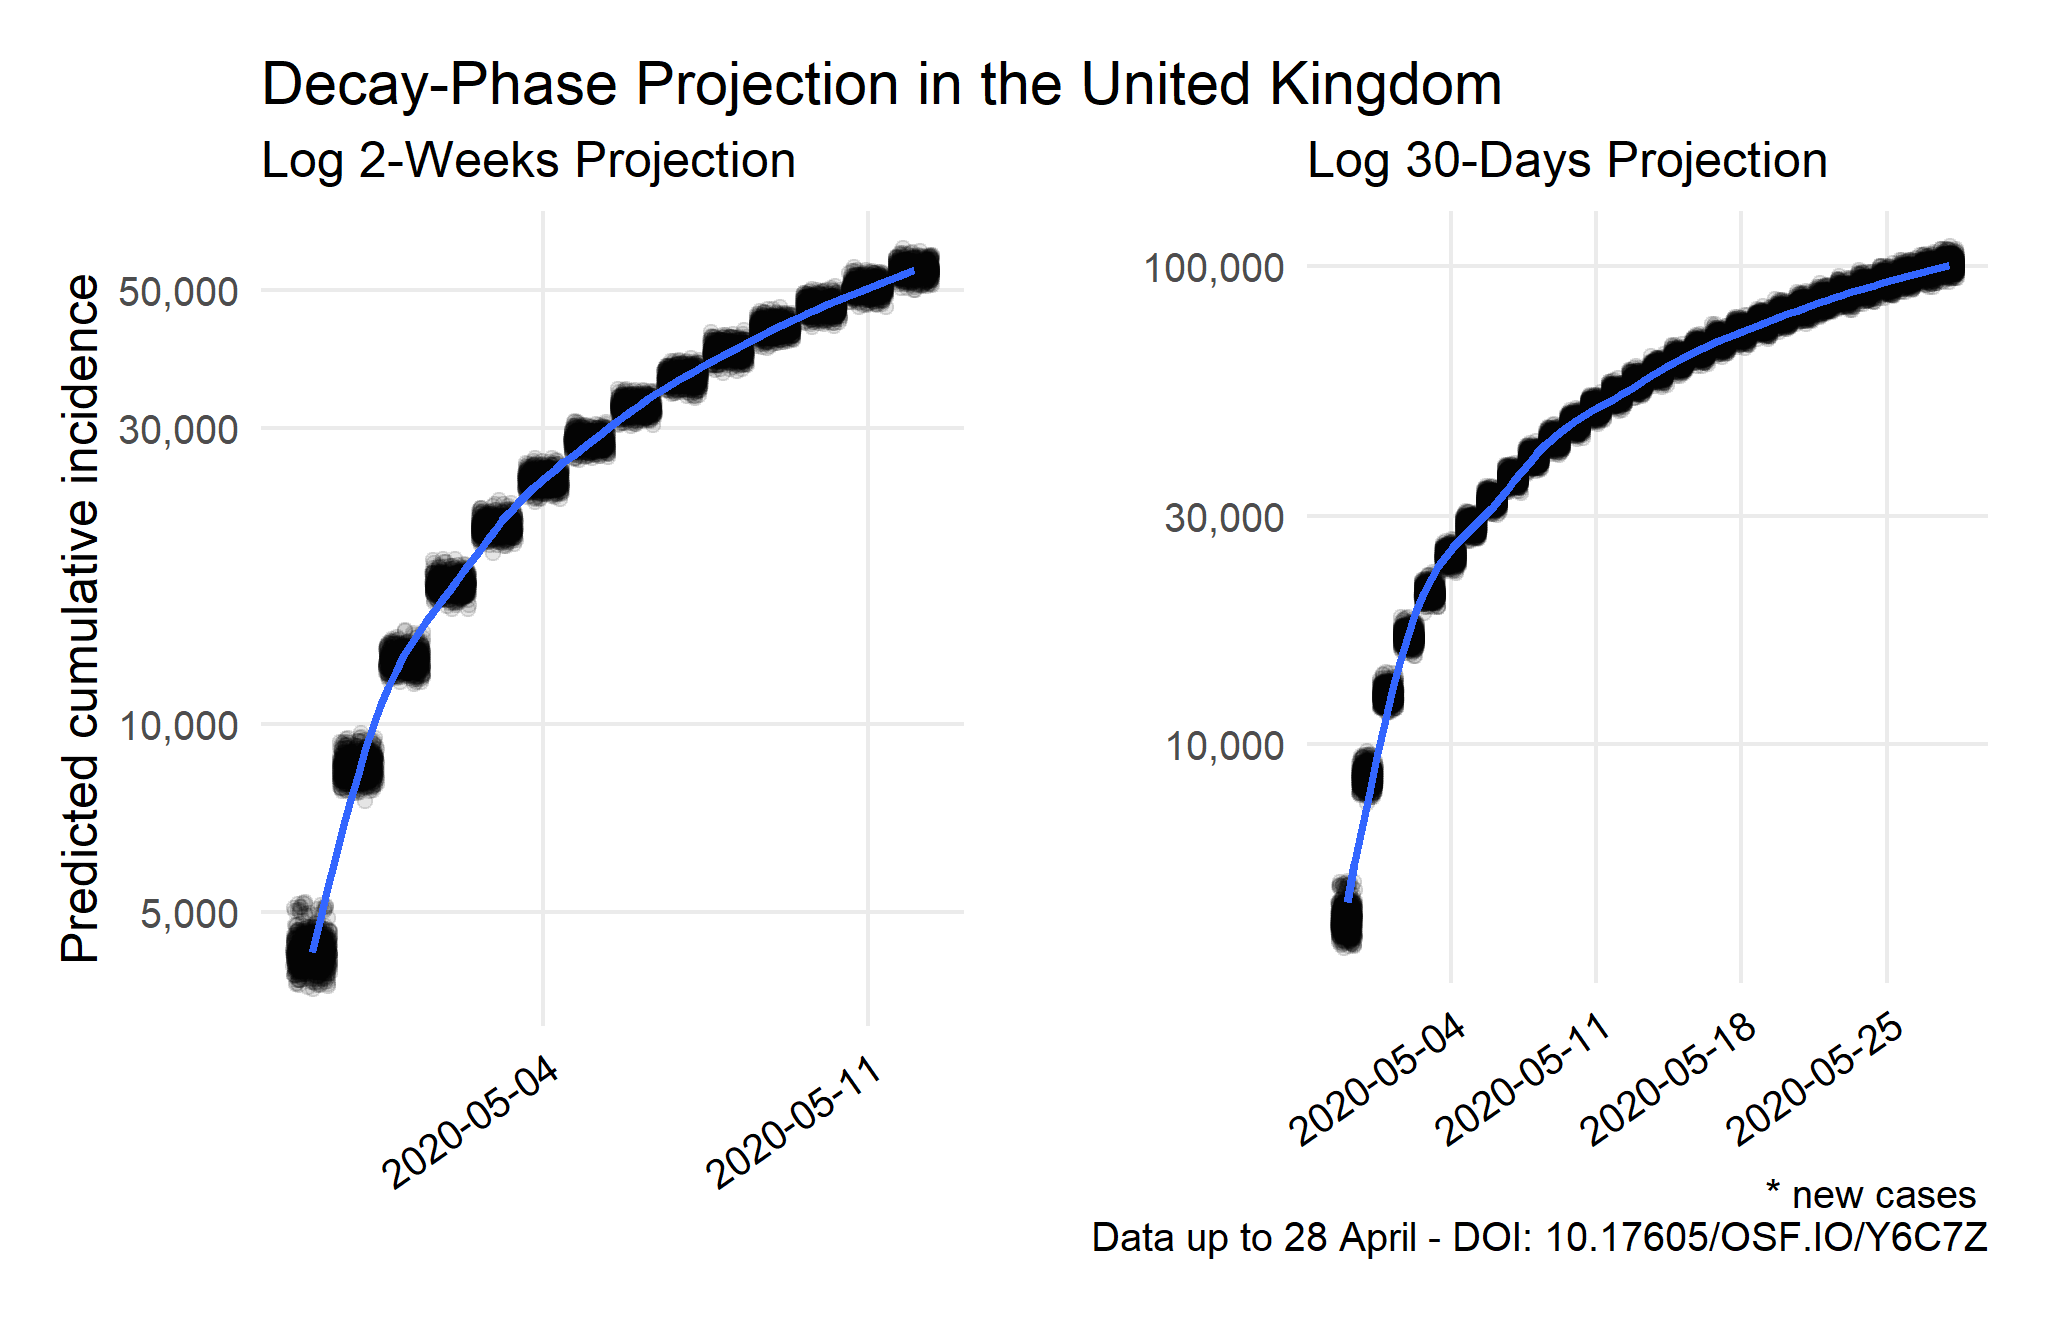 Decay-Phase Projection in the United Kingdom
Log 2-Weeks Projection
Predicted cumulative incidence
50,000
30,000
10,000
5,000
2020-05-04
2020-05-11
Log 30-Days Projection
100,000
30,000
10,000
2020-05-04
2020-05-11
2020-05-18
2020-05-25
* new cases
Data up to 28 April - DOI: 10.17605/OSF.IO/Y6C7Z